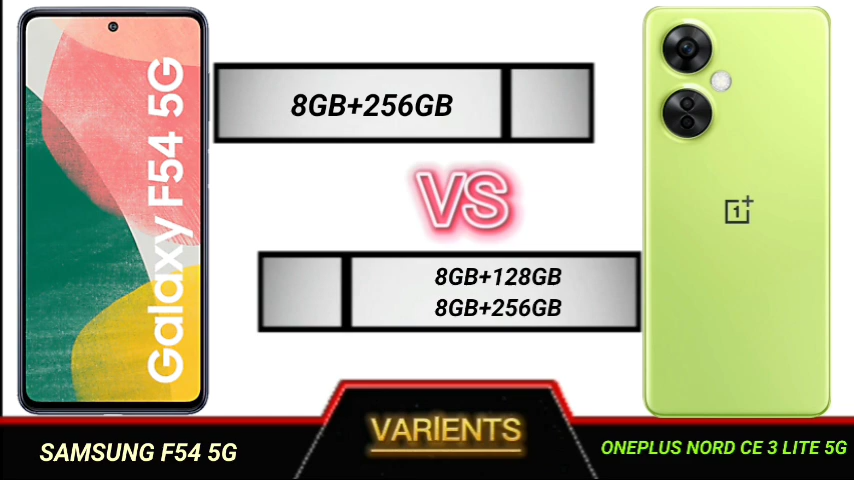 Galaxy F54 5G
8GB+256GB
VS
8GB+128GB
8GB+256GB
1+
VARIENTS
SAMSUNG F54 5G
ONEPLUS NORD CE 3 LITE 5G